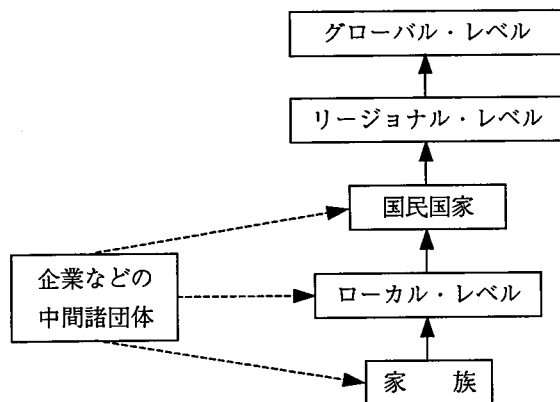 グローバル・レベル
リージョナル・レベル
国民国家
企業などの
中間諸団体
ローカル・レベル
家　　族